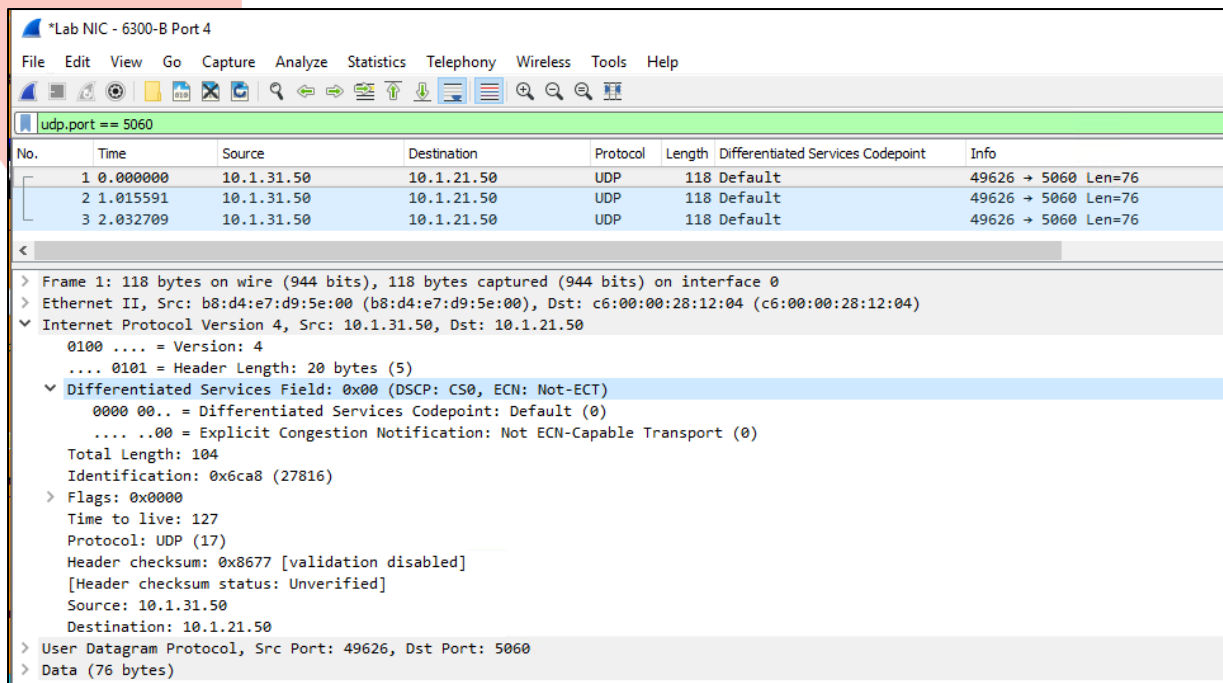 *Lab NIC - 6300-B Port 4
File Edit View Go Capture Analyze Statistics Telephony Wireless Tools Help
udp.port == 5060
No. Time Source Destination Protocol Length Differentiated Services Codepoint Info
1 0.000000 10.1.31.50 10.1.21.50 UDP 118 Default 49626 → 5060 Len=76
2 1.015591 10.1.31.50 10.1.21.50 UDP 118 Default 49626 → 5060 Len=76
3 2.032709 10.1.31.50 10.1.21.50 UDP 118 Default 49626 → 5060 Len=76
Frame 1: 118 bytes on wire (944 bits), 118 bytes captured (944 bits) on interface 0
Ethernet II, Src: b8:d4:e7:d9:5e:00 (b8:d4:e7:d9:5e:00), Dst: c6:00:00:28:12:04 (c6:00:00:28:12:04)
Internet Protocol Version 4, Src: 10.1.31.50, Dst: 10.1.21.50
0100 .... = Version: 4
.... 0101 = Header Length: 20 bytes (5)
Differentiated Services Field: 0x00 (DSCP: CS0, ECN: Not-ECT)
0000 00.. = Differentiated Services Codepoint: Default (0)
.... ..00 = Explicit Congestion Notification: Not ECN-Capable Transport (0)
Total Length: 104
Identification: 0x6ca8 (27816)
Flags: 0x0000
Time to live: 127
Protocol: UDP (17)
Header checksum: 0x8677 [validation disabled]
[Header checksum status: Unverified]
Source: 10.1.31.50
Destination: 10.1.21.50
User Datagram Protocol, Src Port: 49626, Dst Port: 5060
Data (76 bytes)